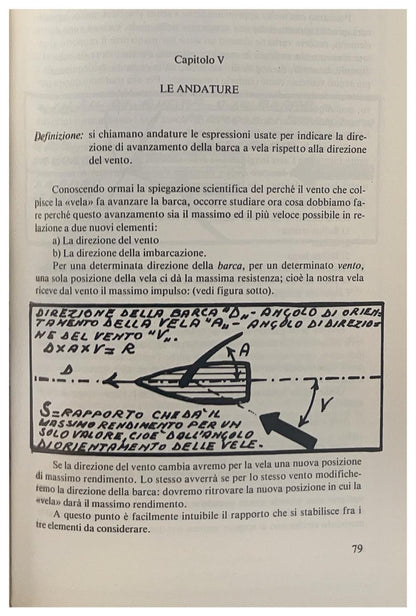 Capitolo V
LE ANDATURE
Definizione: si chiamano andature le espressioni usate per indicare la dire-
zione di avanzamento della barca a vela rispetto alla direzione
del vento.
Conoscendo ormai la spiegazione scientifica del perché il vento che col-
pisce la «vela» fa avanzare la barca, occorre studiare ora cosa dobbiamo fa-
re perché questo avanzamento sia il massimo ed il più veloce possibile in re-
lazione a due nuovi elementi:
a) La direzione del vento
b) La direzione della imbarcazione.
Per una determinata direzione della barca, per un determinato vento,
una sola posizione della vela ci dà la massima resistenza; cioè la nostra vela
riceve dal vento il massimo impulso: (vedi figura sotto).
DIREZIONE DELLA BARCA "D„- ANGOLO DI ORIEN-
TAMENTO DELLA VELA "A„- ANGOLO DI DIREZIO-
NE DEL VENTO "V„.
D×A×V= R
D
A
V
S=RAPPORTO CHE DA' IL
MASSIMO RENDIMENTO PER UN
SOLO VALORE, CIOE' DALL'ANGOLO
DI ORIENTAMENTO DELLE VELE.
Se la direzione del vento cambia avremo per la vela una nuova posizione
di massimo rendimento. Lo stesso avverrà se per lo stesso vento modifiche-
remo la direzione della barca: dovremo ritrovare la nuova posizione in cui la
«vela» darà il massimo rendimento.
A questo punto è facilmente intuibile il rapporto che si stabilisce fra i
tre elementi da considerare.
79